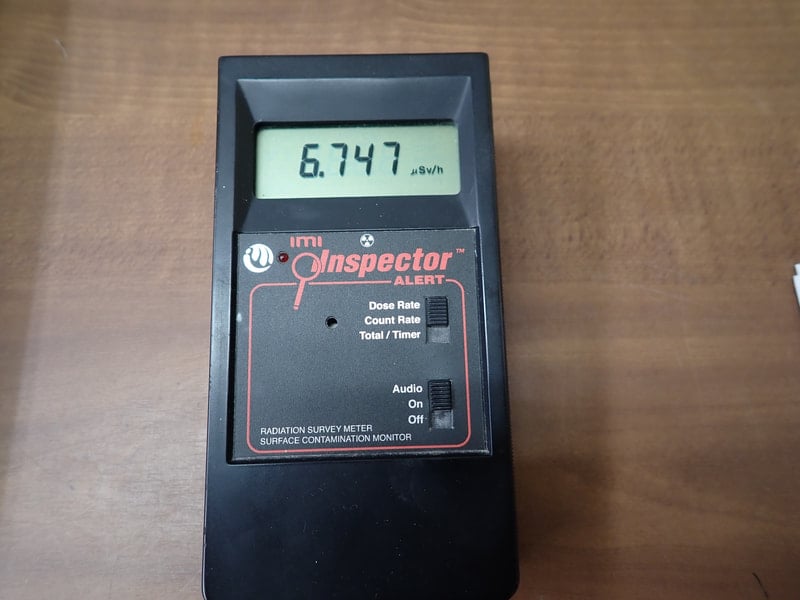 6.747 µSv/h
imi
Inspector™
ALERT
Dose Rate
Count Rate
Total / Timer
Audio
On
Off
RADIATION SURVEY METER
SURFACE CONTAMINATION MONITOR